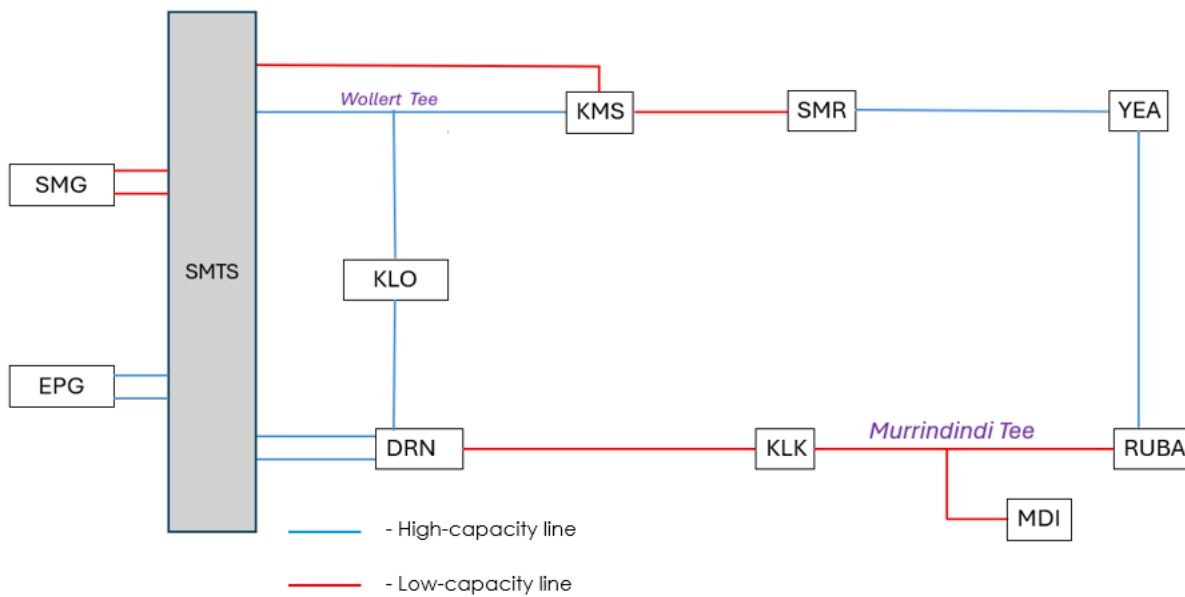 Wollert Tee
KMS
SMR
YEA
SMG
SMTS
KLO
EPG
DRN
KLK
Murrindindi Tee
RUBA
MDI
- High-capacity line
- Low-capacity line